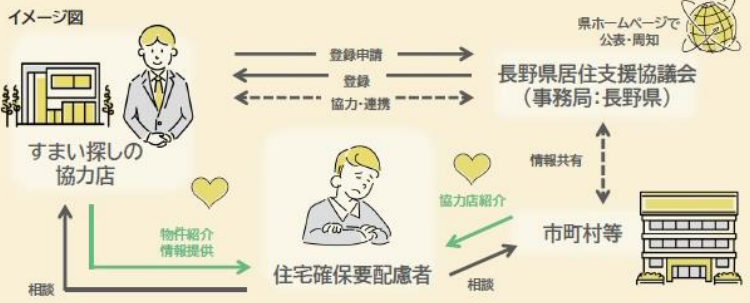 イメージ図
県ホームページで
公表・周知
登録申請
登録
協力・連携
長野県居住支援協議会
（事務局：長野県）
すまい探しの
協力店
情報共有
協力店紹介
物件紹介
情報提供
市町村等
住宅確保要配慮者
相談
相談